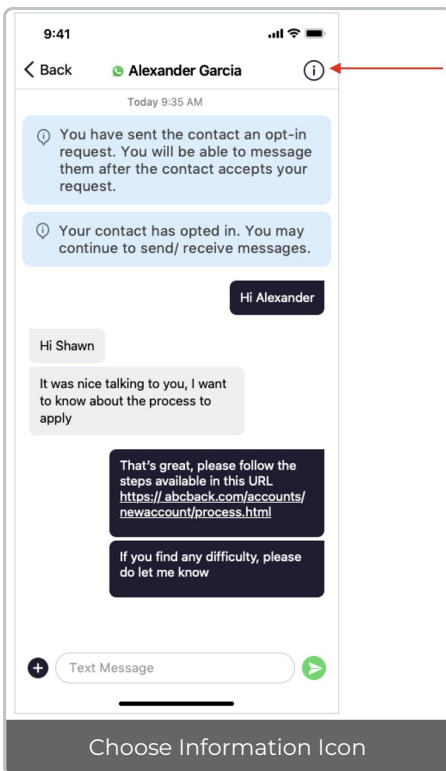 9:41
Back
Alexander Garcia
Today 9:35 AM
You have sent the contact an opt-in
request. You will be able to message
them after the contact accepts your
request.
Your contact has opted in. You may
continue to send/ receive messages.
Hi Alexander
Hi Shawn
It was nice talking to you, I want
to know about the process to
apply
That's great, please follow the
steps available in this URL
https:// abcback.com/accounts/
newaccount/process.html
If you find any difficulty, please
do let me know
Text Message
Choose Information Icon